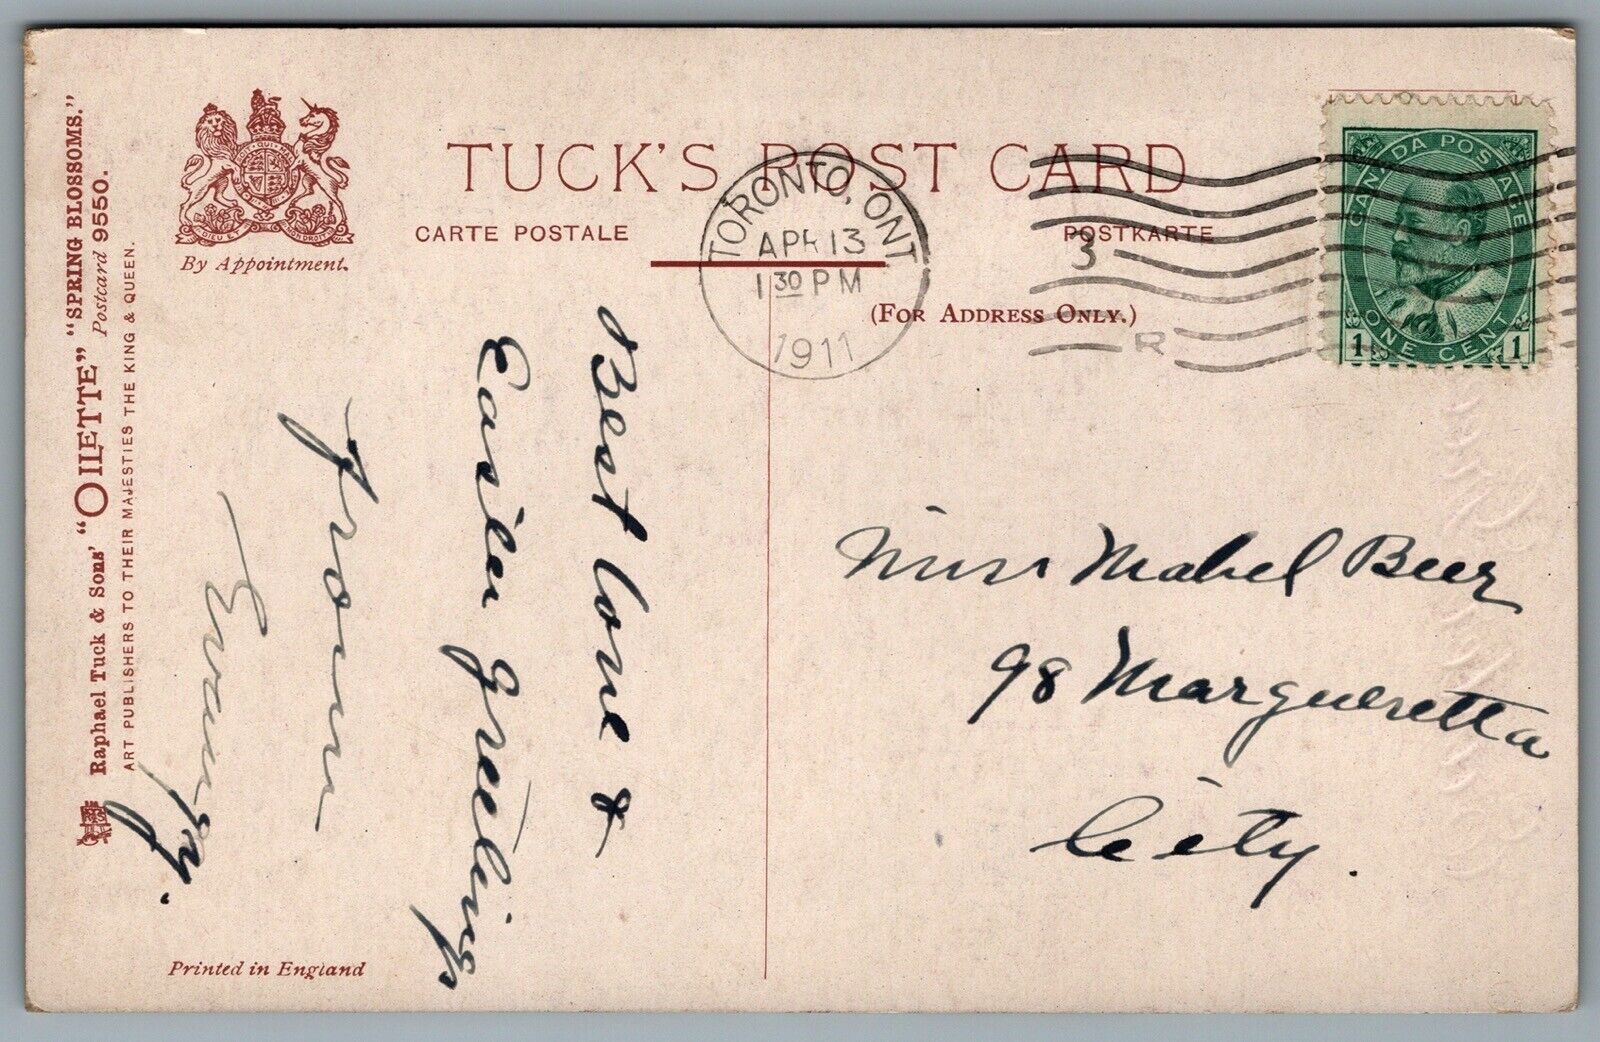 TUCK'S POST CARD
CARTE POSTALE
POSTKARTE
(FOR ADDRESS ONLY.)
By Appointment.
Raphael Tuck & Sons' "OILETTE" "SPRING BLOSSOMS."
Postcard 9550.
ART PUBLISHERS TO THEIR MAJESTIES THE KING & QUEEN.
Printed in England
TORONTO, ONT
APR 13
1 30 PM
1911
3
R
CANADA POSTAGE
1 ONE CENT 1
Best love &
Easter greetings
from
Miss Mabel Beer
98 Margueretta
City.